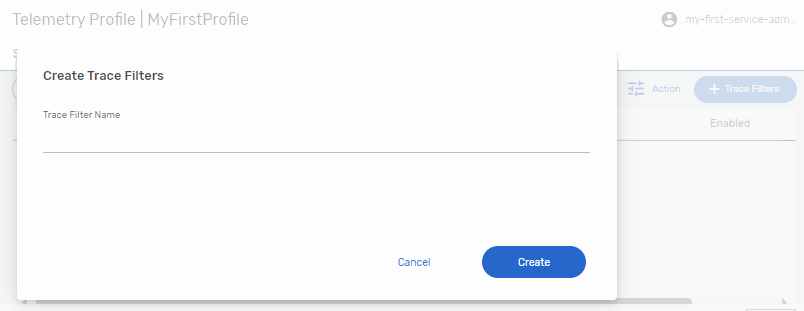 Telemetry Profile | MyFirstProfile
my-first-service-adm...
Create Trace Filters
Action
Trace Filters
Trace Filter Name
Enabled
Cancel
Create